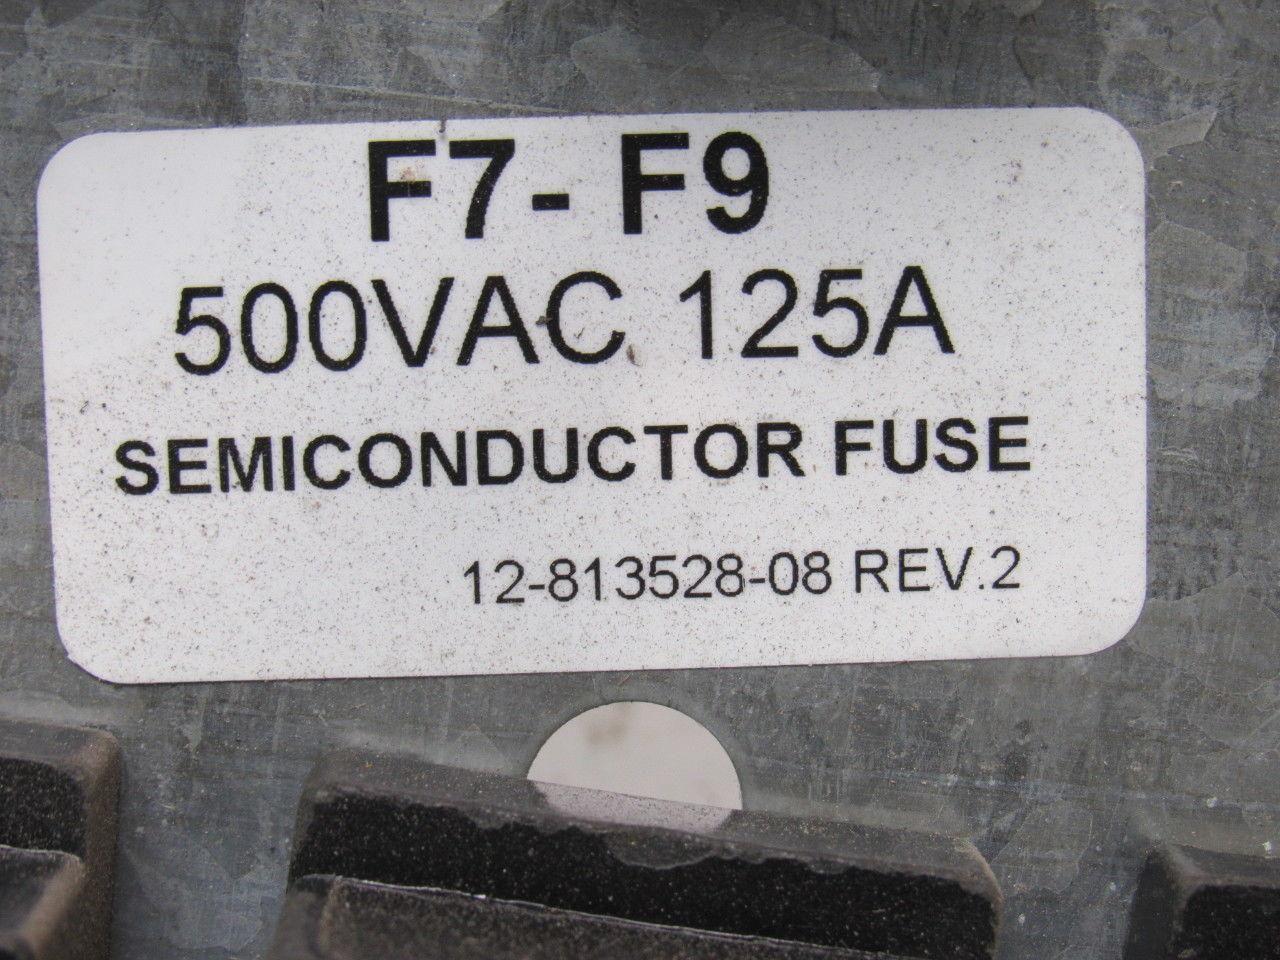 F7- F9
500VAC 125A
SEMICONDUCTOR FUSE
12-813528-08 REV.2